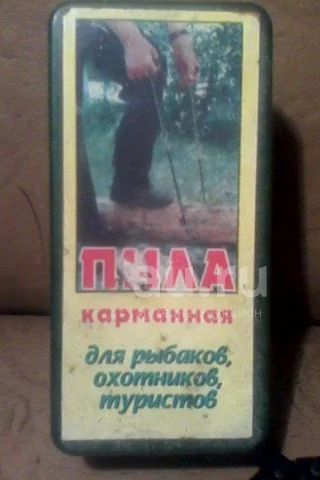 ПИЛА
карманная
для рыбаков,
охотников,
туристов